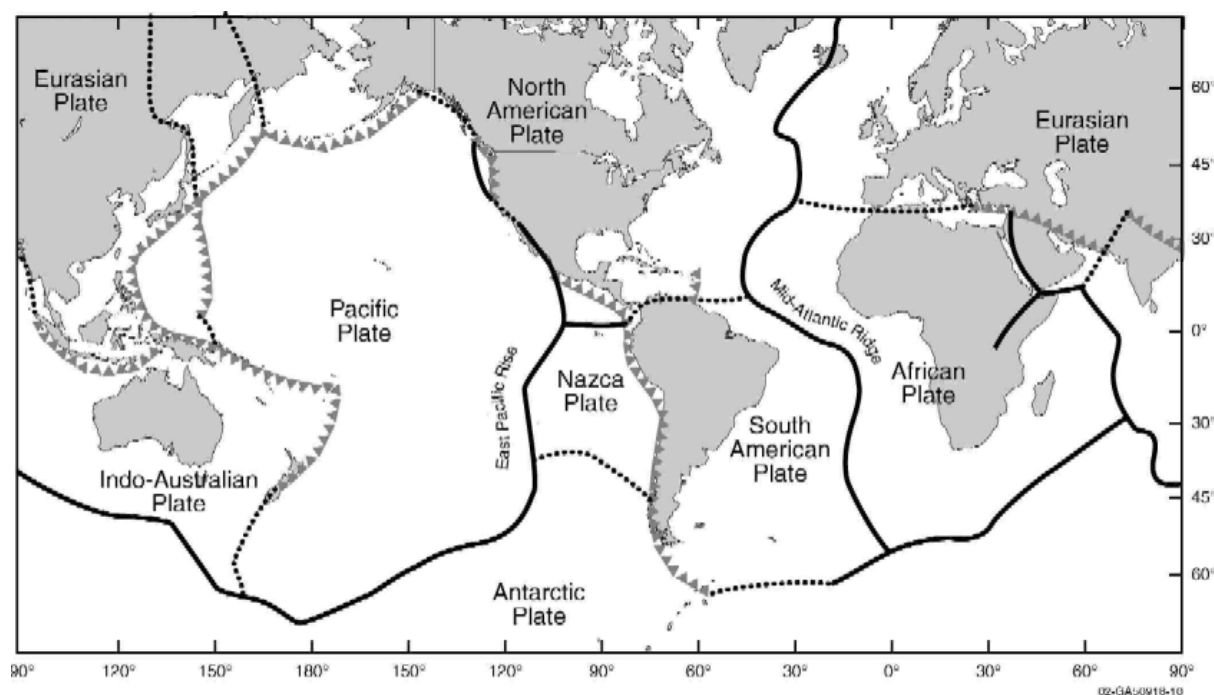 Eurasian
Plate
North
American
Plate
Eurasian
Plate
60°
45°
30°
0°
30°
45°
60°
Pacific
Plate
Mid-Atlantic Ridge
East Pacific Rise
Nazca
Plate
African
Plate
South
American
Plate
Indo-Australian
Plate
Antarctic
Plate
90° 120° 150° 180° 150° 120° 90° 60° 30° 0° 30° 60° 90°
02-GA50918-10